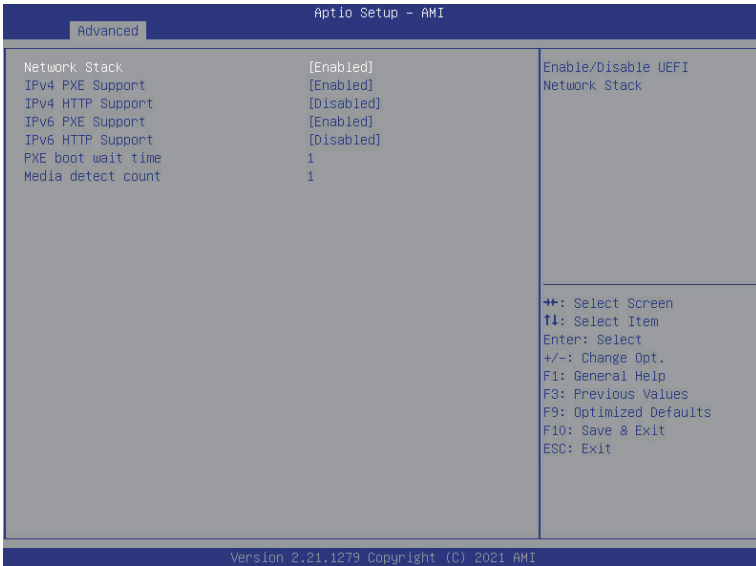 Aptio Setup - AMI
Advanced
Network Stack [Enabled]
IPv4 PXE Support [Enabled]
IPv4 HTTP Support [Disabled]
IPv6 PXE Support [Enabled]
IPv6 HTTP Support [Disabled]
PXE boot wait time 1
Media detect count 1
Enable/Disable UEFI
Network Stack
→←: Select Screen
↑↓: Select Item
Enter: Select
+/-: Change Opt.
F1: General Help
F3: Previous Values
F9: Optimized Defaults
F10: Save & Exit
ESC: Exit
Version 2.21.1279 Copyright (C) 2021 AMI